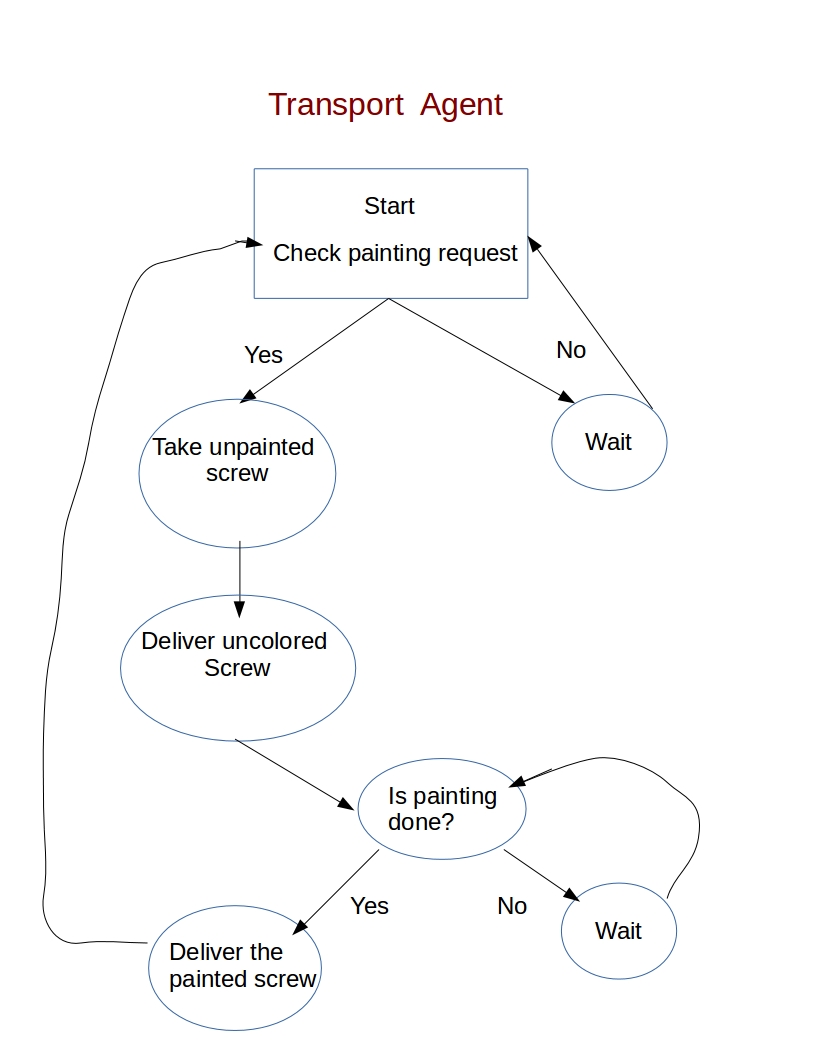 Transport Agent
Start
Check painting request
Yes
No
Take unpainted
screw
Wait
Deliver uncolored
Screw
Is painting
done?
Yes
No
Deliver the
painted screw
Wait